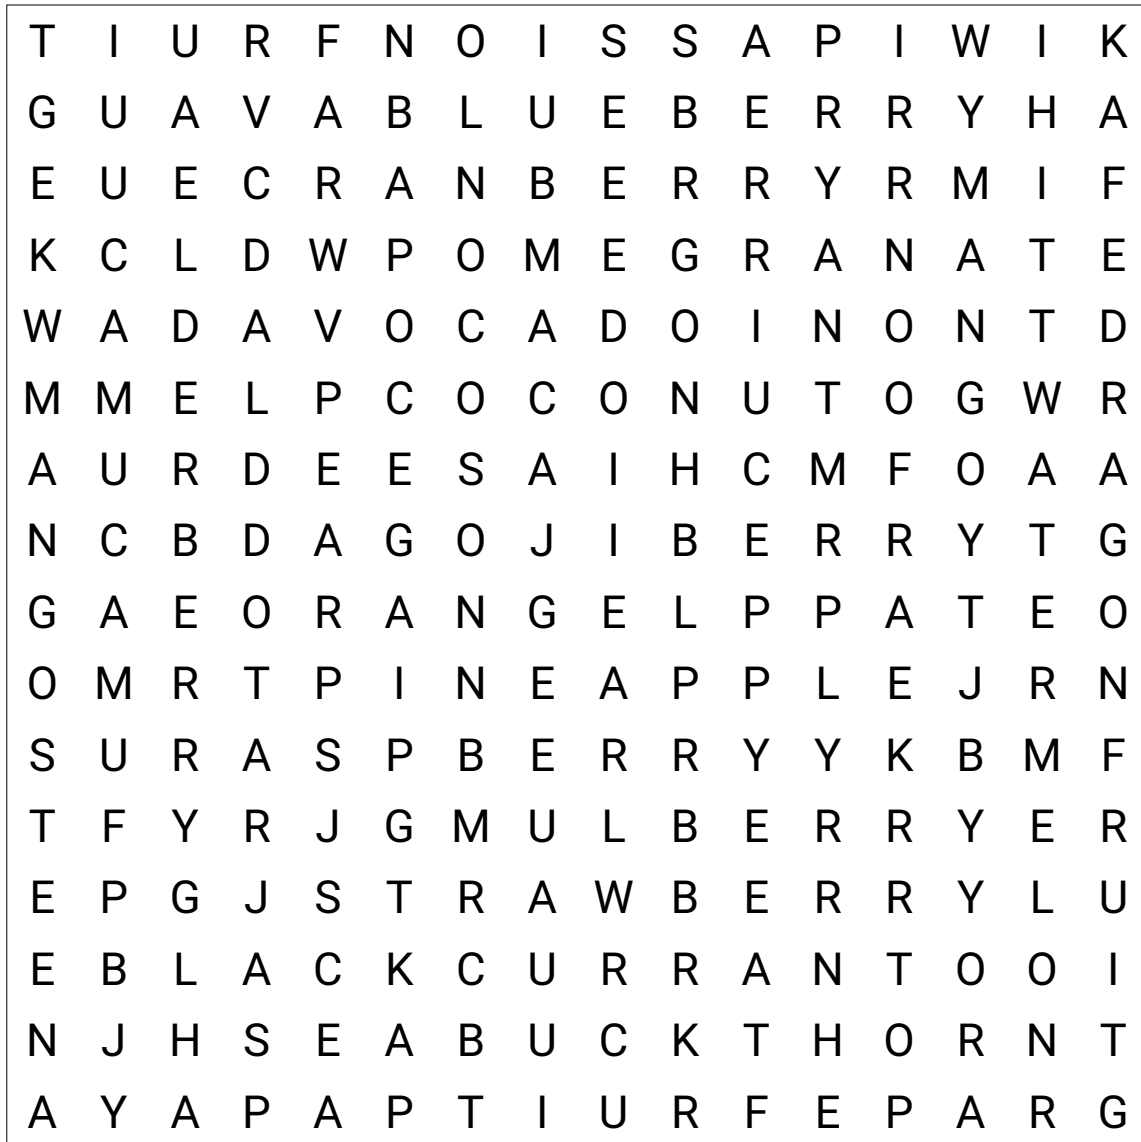 T I U R F N O I S S A P I W I K
G U A V A B L U E B E R R Y H A
E U E C R A N B E R R Y R M I F
K C L D W P O M E G R A N A T E
W A D A V O C A D O I N O N T D
M M E L P C O C O N U T O G W R
A U R D E E S A I H C M F O A A
N C B D A G O J I B E R R Y T G
G A E O R A N G E L P P A T E O
O M R T P I N E A P P L E J R N
S U R A S P B E R R Y Y K B M F
T F Y R J G M U L B E R R Y E R
E P G J S T R A W B E R R Y L U
E B L A C K C U R R A N T O O I
N J H S E A B U C K T H O R N T
A Y A P A P T I U R F E P A R G